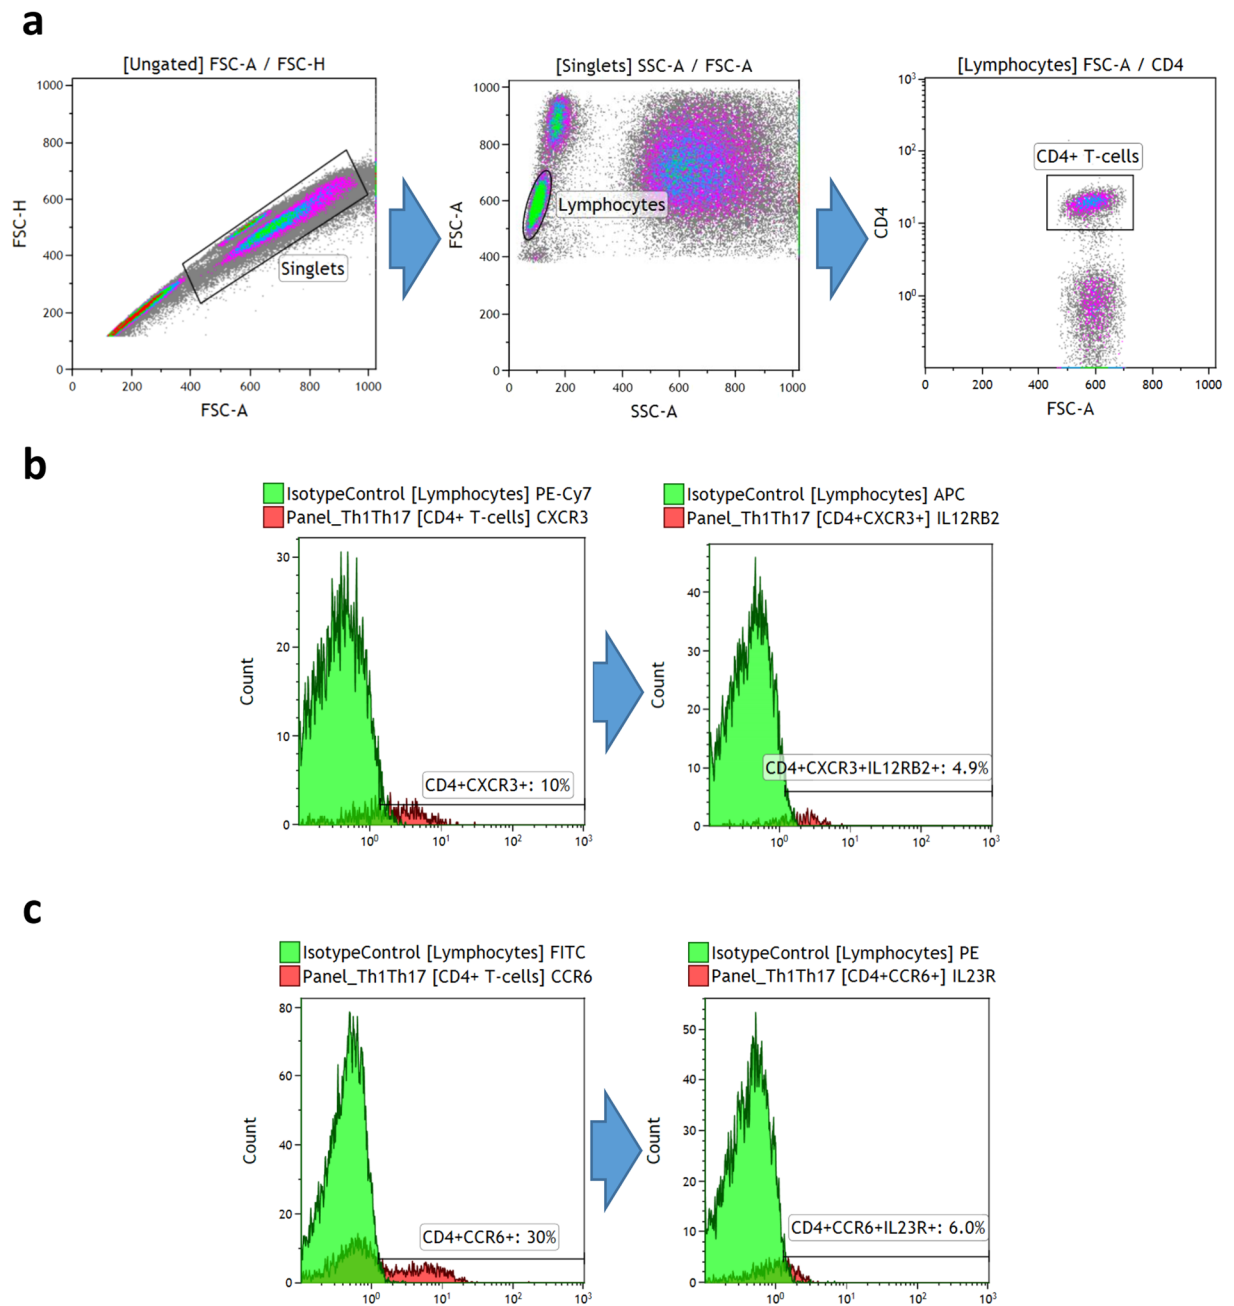 a
[Ungated] FSC-A / FSC-H
1000
800
600
400
200
0
FSC-H
Singlets
0 200 400 600 800 1000
FSC-A
[Singlets] SSC-A / FSC-A
1000
800
600
400
200
0
FSC-A
Lymphocytes
0 200 400 600 800 1000
SSC-A
[Lymphocytes] FSC-A / CD4
10³
10²
10¹
10⁰
CD4
CD4+ T-cells
0 200 400 600 800 1000
FSC-A
b
IsotypeControl [Lymphocytes] PE-Cy7
Panel_Th1Th17 [CD4+ T-cells] CXCR3
30
20
10
0
Count
CD4+CXCR3+: 10%
10⁰ 10¹ 10² 10³
IsotypeControl [Lymphocytes] APC
Panel_Th1Th17 [CD4+CXCR3+] IL12RB2
40
30
20
10
0
Count
CD4+CXCR3+IL12RB2+: 4.9%
10⁰ 10¹ 10² 10³
c
IsotypeControl [Lymphocytes] FITC
Panel_Th1Th17 [CD4+ T-cells] CCR6
80
60
40
20
0
Count
CD4+CCR6+: 30%
10⁰ 10¹ 10² 10³
IsotypeControl [Lymphocytes] PE
Panel_Th1Th17 [CD4+CCR6+] IL23R
50
40
30
20
10
0
Count
CD4+CCR6+IL23R+: 6.0%
10⁰ 10¹ 10² 10³